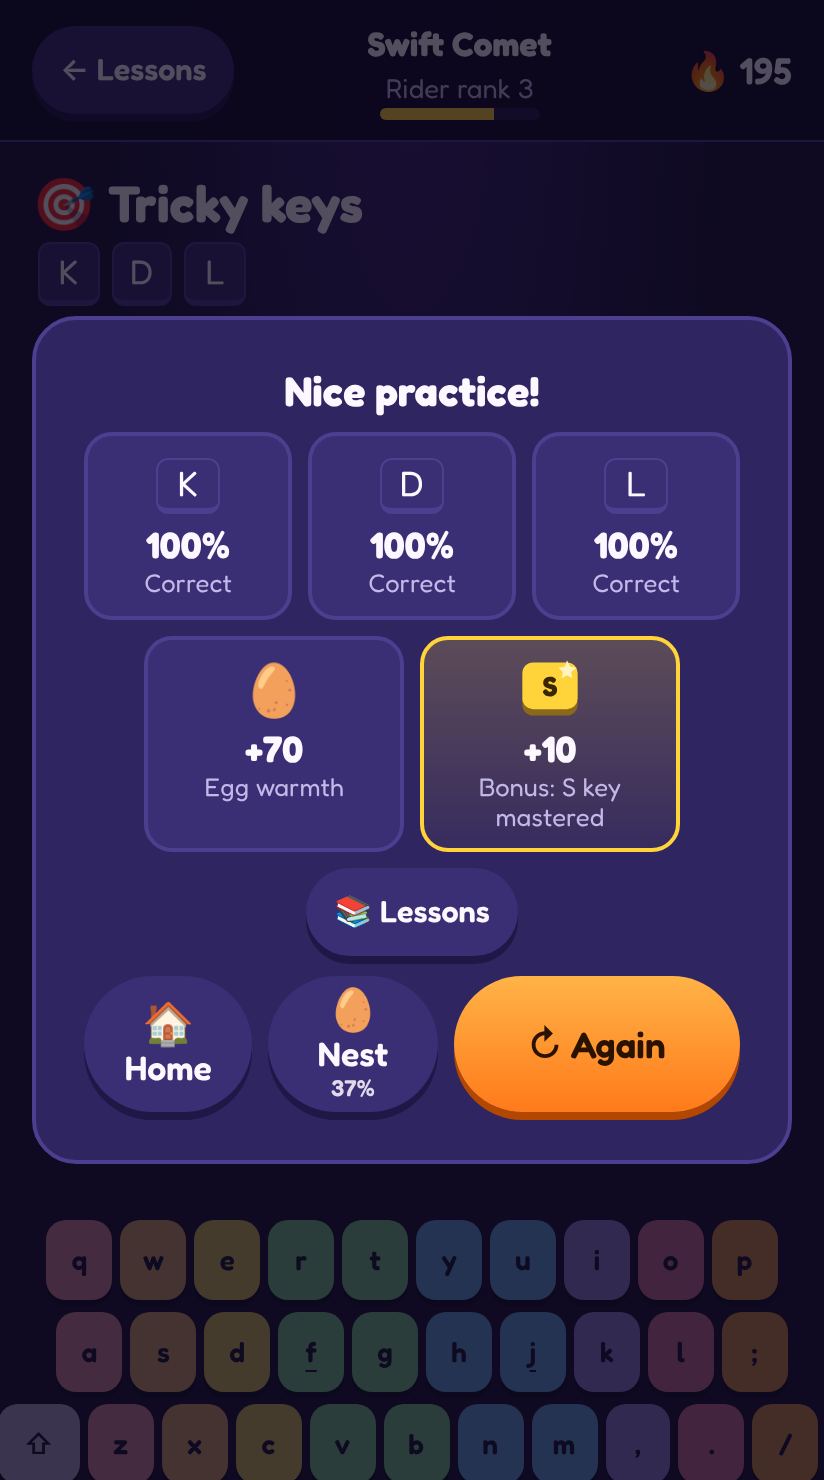 ← Lessons
Swift Comet
Rider rank 3
195
Tricky keys
K D L
Nice practice!
K D L
100% 100% 100%
Correct Correct Correct
S
+70 +10
Egg warmth Bonus: S key
mastered
Lessons
Home
Nest
37%
↻ Again
q w e r t y u i o p
a s d f g h j k l ;
⇧ z x c v b n m , . /